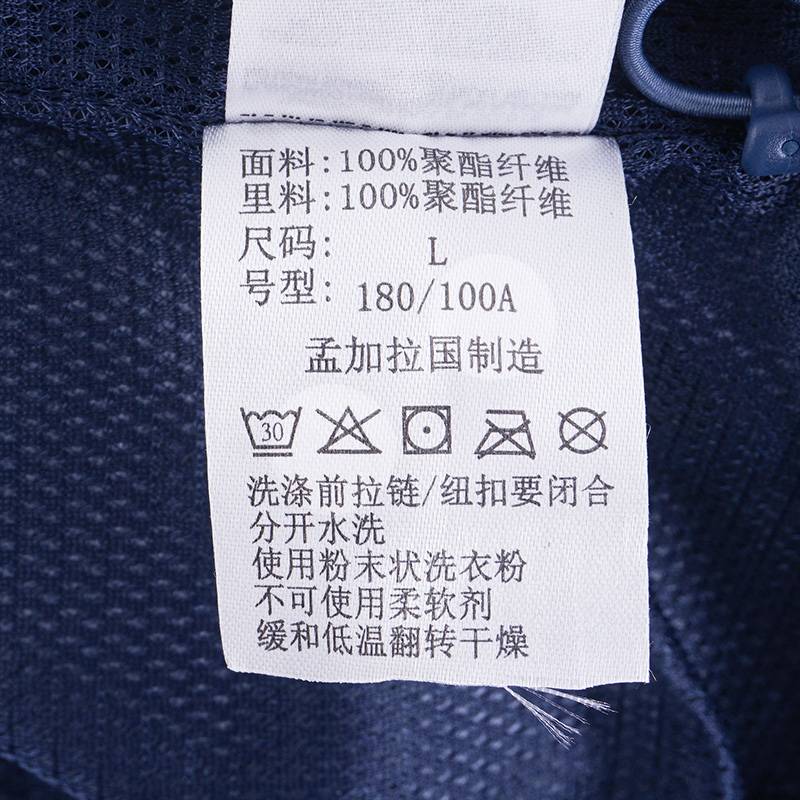 面料:100%聚酯纤维
里料:100%聚酯纤维
尺码: L
号型: 180/100A
孟加拉国制造
30
洗涤前拉链/纽扣要闭合
分开水洗
使用粉末状洗衣粉
不可使用柔软剂
缓和低温翻转干燥